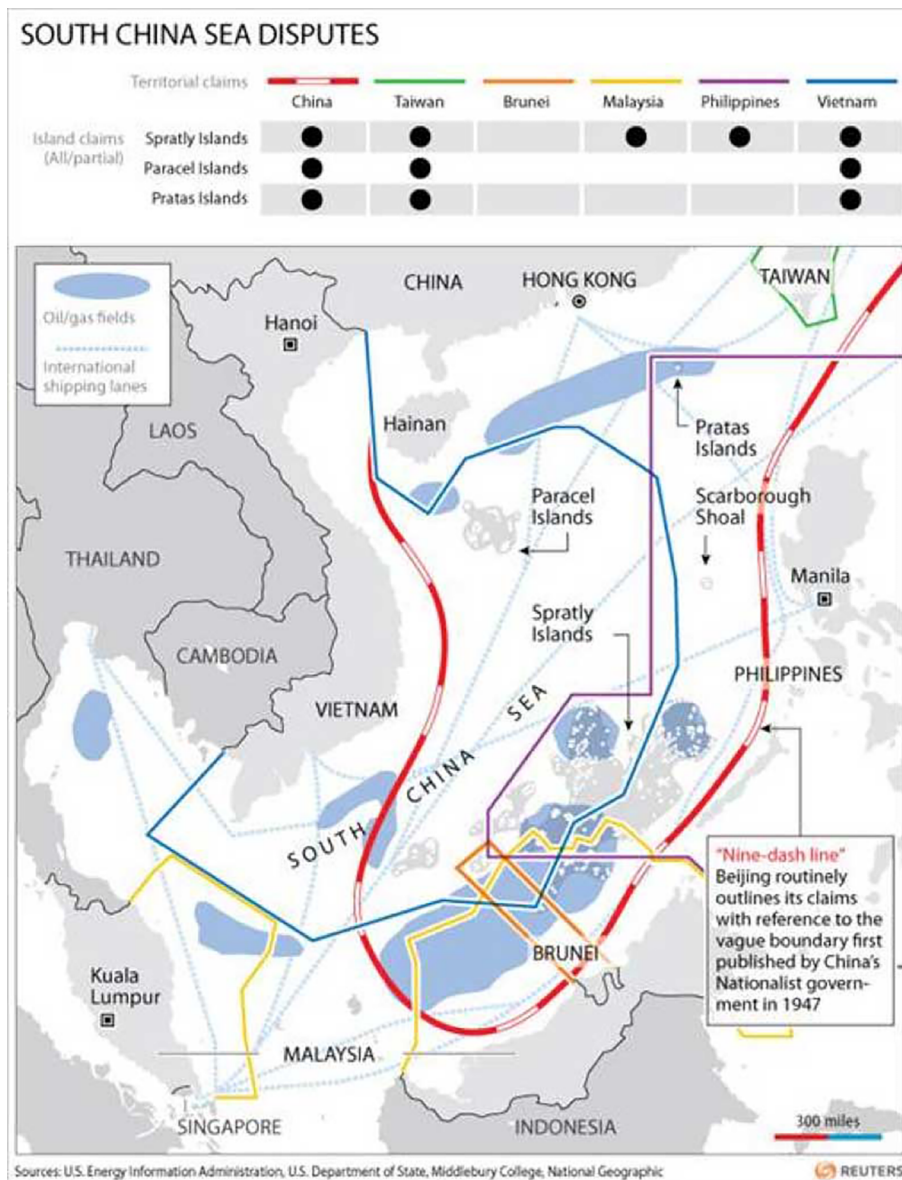 SOUTH CHINA SEA DISPUTES
Territorial claims
China Taiwan Brunei Malaysia Philippines Vietnam
Island claims
(All/partial)
Spratly Islands
Paracel Islands
Pratas Islands
Oil/gas fields
International
shipping lanes
CHINA
HONG KONG
TAIWAN
Hanoi
LAOS
Hainan
Pratas
Islands
Paracel
Islands
Scarborough
Shoal
THAILAND
Manila
Spratly
Islands
CAMBODIA
VIETNAM
PHILIPPINES
SOUTH CHINA SEA
"Nine-dash line"
Beijing routinely
outlines its claims
with reference to the
vague boundary first
published by China's
Nationalist govern-
ment in 1947
BRUNEI
Kuala
Lumpur
MALAYSIA
SINGAPORE
INDONESIA
300 miles
Sources: U.S. Energy Information Administration, U.S. Department of State, Middlebury College, National Geographic
REUTERS